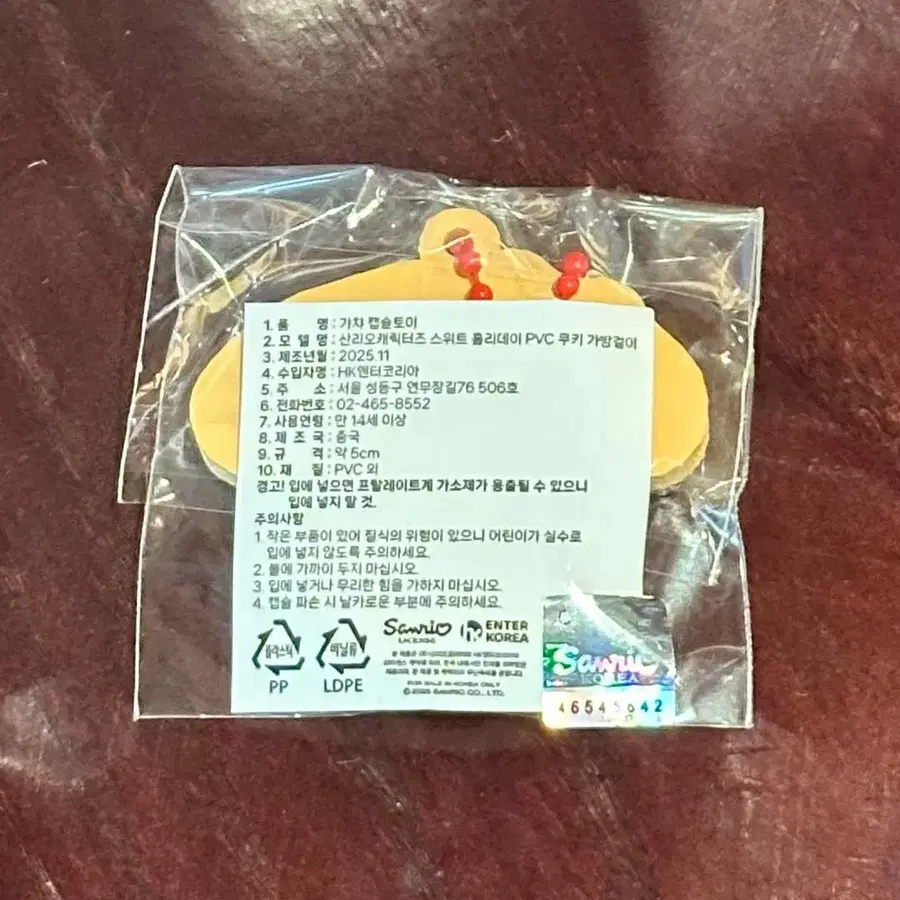 1. 품 명 : 가챠 캡슐토이
2. 모 델 명 : 산리오캐릭터즈 스위트 홀리데이 PVC 쿠키 가방걸이
3. 제조년월 : 2025.11
4. 수입자명 : HK엔터코리아
5. 주 소 : 서울 성동구 연무장길76 506호
6. 전화번호 : 02-465-8552
7. 사용연령 : 만 14세 이상
8. 제 조 국 : 중국
9. 규 격 : 약 5cm
10. 재 질 : PVC 외
경고! 입에 넣으면 프탈레이트계 가소제가 용출될 수 있으니
입에 넣지 말 것.
주의사항
1. 작은 부품이 있어 질식의 위험이 있으니 어린이가 실수로
입에 넣지 않도록 주의하세요.
2. 불에 가까이 두지 마십시오.
3. 입에 넣거나 무리한 힘을 가하지 마십시오.
4. 캡슐 파손 시 날카로운 부분에 주의하세요.
플라스틱
PP
비닐류
LDPE
Sanrio
LICENSE
ENTER
KOREA
FOR SALE IN KOREA ONLY
© 2025 SANRIO CO., LTD.
Sanrio
KOREA